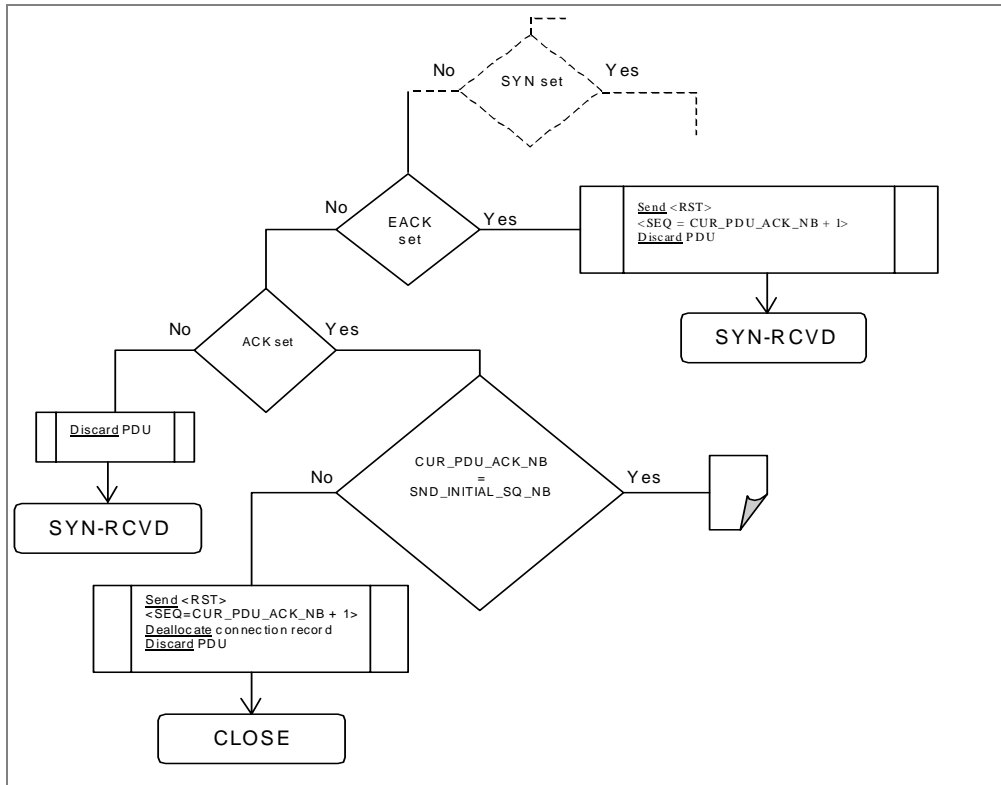 No
SYN set
Yes
No
EACK
set
Yes
Send <RST>
<SEQ = CUR_PDU_ACK_NB + 1>
Discard PDU
SYN-RCVD
No
ACK set
Yes
Discard PDU
SYN-RCVD
No
CUR_PDU_ACK_NB
=
SND_INITIAL_SQ_NB
Yes
Send <RST>
<SEQ=CUR_PDU_ACK_NB + 1>
Deallocate connection record
Discard PDU
CLOSE